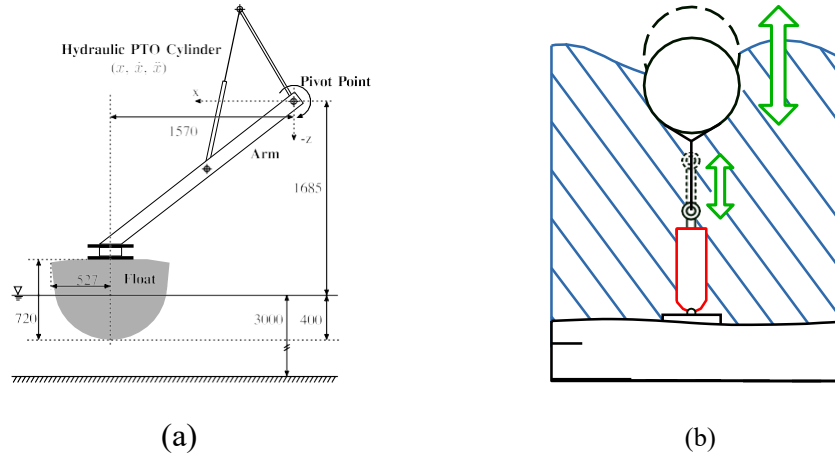 Hydraulic PTO Cylinder
(x, ẋ, ẍ)
Pivot Point
x
1570
-z
Arm
1685
Float
527
720
3000
400
(a)
(b)